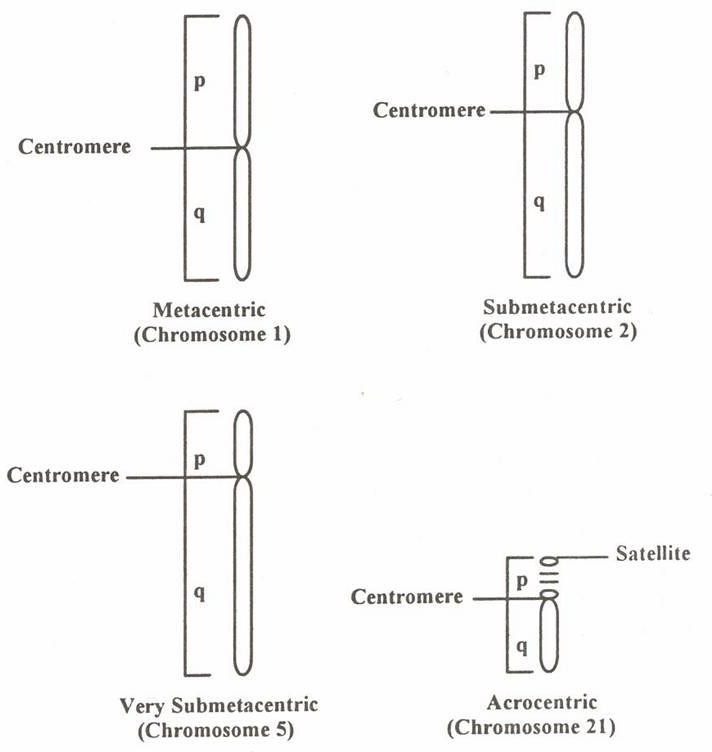 p
Centromere
q
Metacentric
(Chromosome 1)
p
Centromere
q
Submetacentric
(Chromosome 2)
p
Centromere
q
Very Submetacentric
(Chromosome 5)
Satellite
p
Centromere
q
Acrocentric
(Chromosome 21)